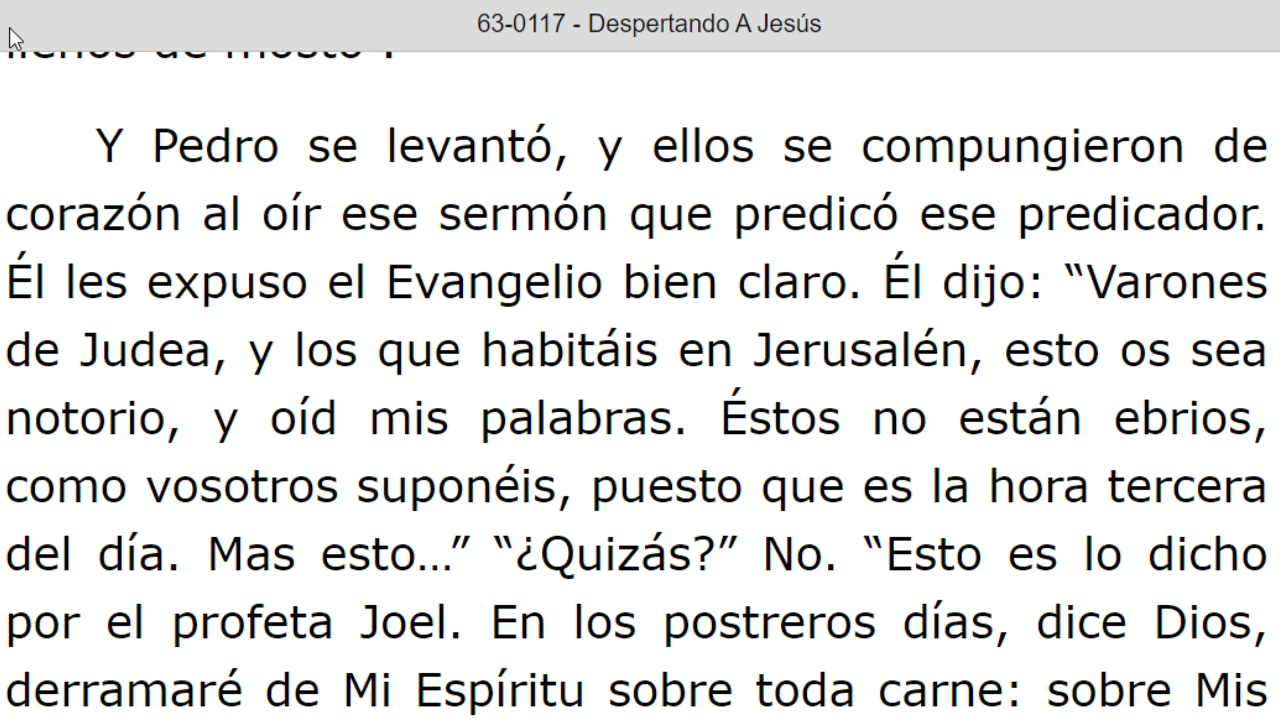 63-0117 - Despertando A Jesús
llenos de mosto".
Y Pedro se levantó, y ellos se compungieron de
corazón al oír ese sermón que predicó ese predicador.
Él les expuso el Evangelio bien claro. Él dijo: “Varones
de Judea, y los que habitáis en Jerusalén, esto os sea
notorio, y oíd mis palabras. Éstos no están ebrios,
como vosotros suponéis, puesto que es la hora tercera
del día. Mas esto…” “¿Quizás?” No. “Esto es lo dicho
por el profeta Joel. En los postreros días, dice Dios,
derramaré de Mi Espíritu sobre toda carne: sobre Mis